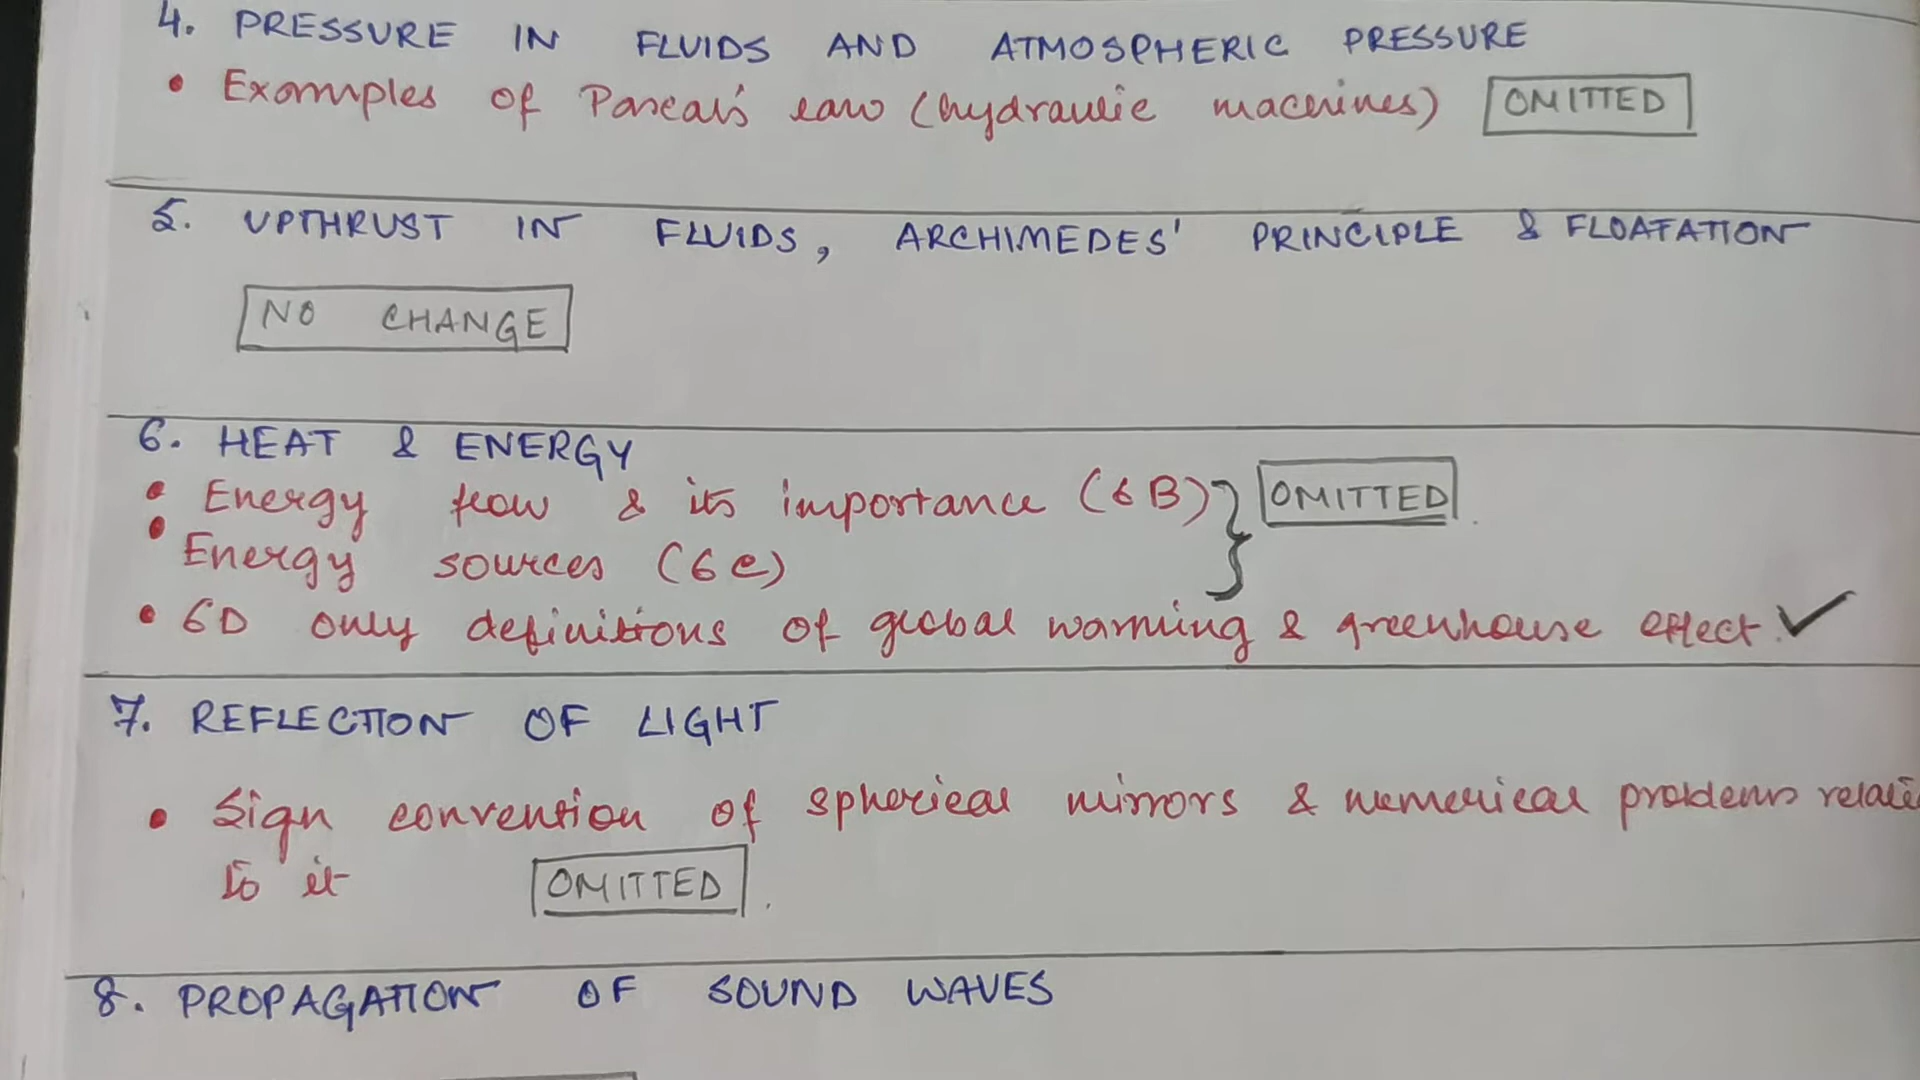 4. PRESSURE IN FLUIDS AND ATMOSPHERIC PRESSURE
• Examples of Pascal's law (hydraulic machines) OMITTED
5. UPTHRUST IN FLUIDS, ARCHIMEDES' PRINCIPLE & FLOATATION
NO CHANGE
6. HEAT & ENERGY
• Energy flow & its importance (6B) } OMITTED
• Energy sources (6C)
• 6D only definitions of global warming & greenhouse effect. ✓
7. REFLECTION OF LIGHT
• Sign convention of spherical mirrors & numerical problems
to it OMITTED.
8. PROPAGATION OF SOUND WAVES